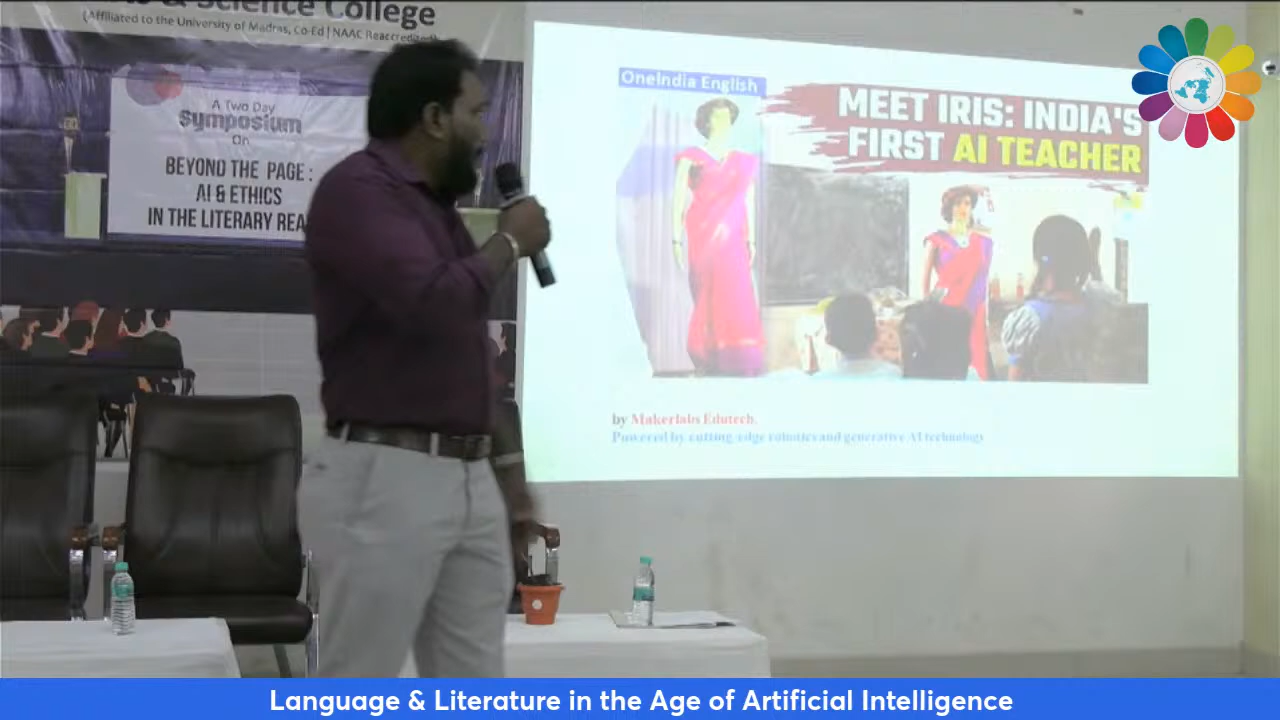 & Science College
(Affiliated to the University of Madras, Co-Ed | NAAC Reaccredited)
A Two Day
Symposium
On
BEYOND THE PAGE :
AI & ETHICS
IN THE LITERARY
OneIndia English
MEET IRIS: INDIA'S
FIRST AI TEACHER
by Makerlabs Edutech.
Powered by cutting-edge robotics and generative AI technology
Language & Literature in the Age of Artificial Intelligence